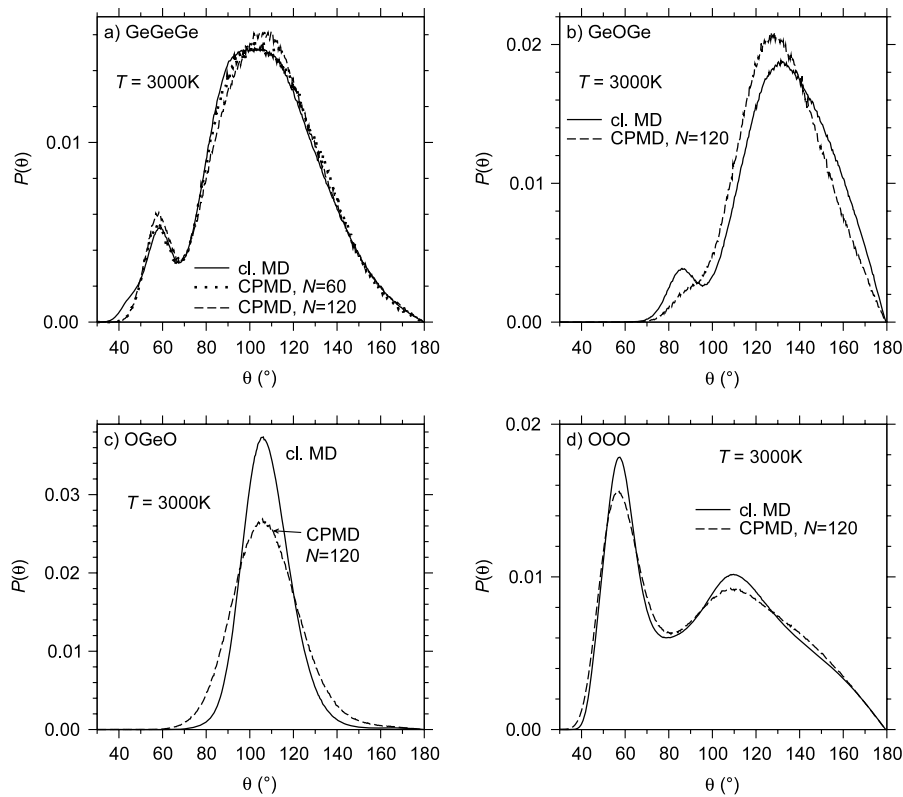 a) GeGeGe
T = 3000K
0.01
0.00
P(θ)
cl. MD
CPMD, N=60
CPMD, N=120
40 60 80 100 120 140 160 180
θ (°)
b) GeOGe
T = 3000K
cl. MD
CPMD, N=120
0.02
0.01
0.00
P(θ)
40 60 80 100 120 140 160 180
θ (°)
c) OGeO
cl. MD
T = 3000K
CPMD
N=120
0.03
0.02
0.01
0.00
P(θ)
40 60 80 100 120 140 160 180
θ (°)
d) OOO
T = 3000K
cl. MD
CPMD, N=120
0.02
0.01
0.00
P(θ)
40 60 80 100 120 140 160 180
θ (°)